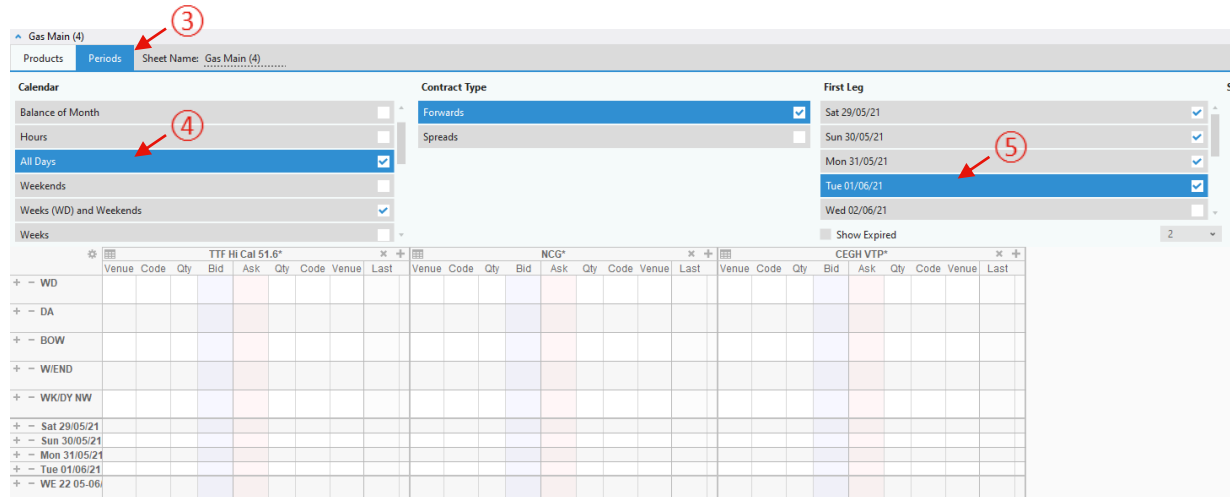 ③
Gas Main (4)
Products Periods Sheet Name: Gas Main (4)
Calendar Contract Type First Leg
Balance of Month Forwards Sat 29/05/21
Hours Spreads Sun 30/05/21
④ ⑤
All Days Mon 31/05/21
Weekends Tue 01/06/21
Weeks (WD) and Weekends Wed 02/06/21
Weeks Show Expired 2
TTF Hi Cal 51.6* NCG* CEGH VTP*
Venue Code Qty Bid Ask Qty Code Venue Last Venue Code Qty Bid Ask Qty Code Venue Last Venue Code Qty Bid Ask Qty Code Venue Last
+ − WD
+ − DA
+ − BOW
+ − W/END
+ − WK/DY NW
+ − Sat 29/05/21
+ − Sun 30/05/21
+ − Mon 31/05/21
+ − Tue 01/06/21
+ − WE 22 05-06/